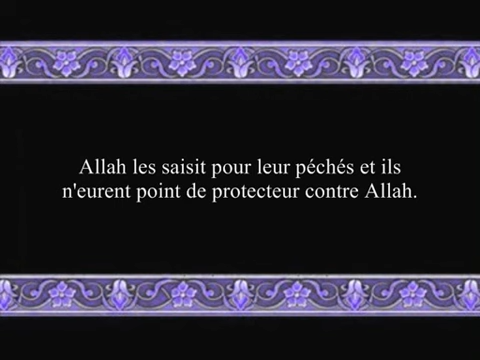 Allah les saisit pour leur péchés et ils
n'eurent point de protecteur contre Allah.